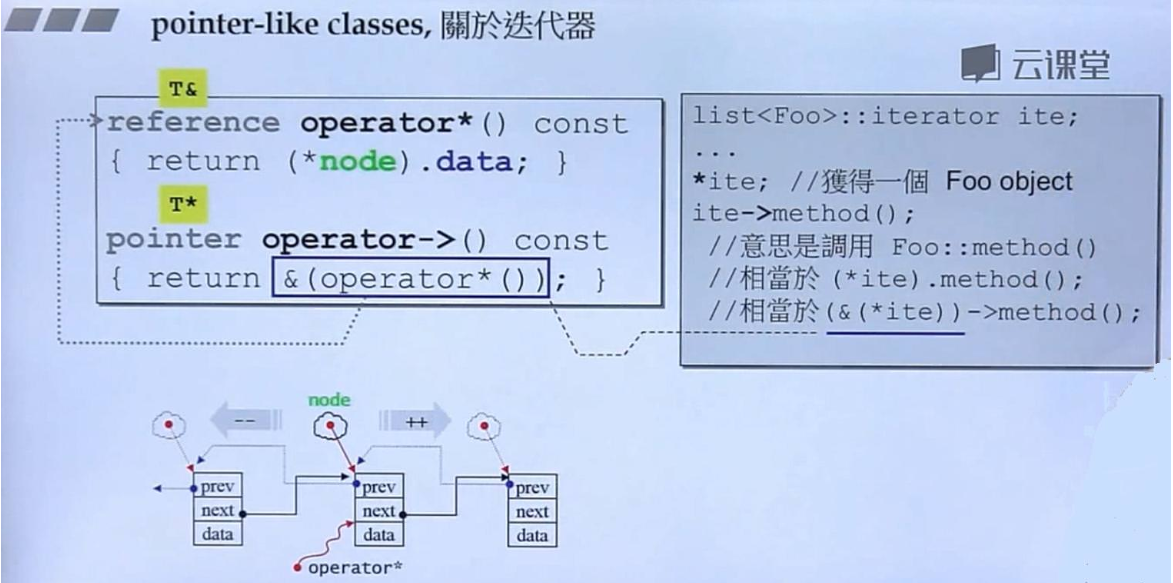 pointer-like classes, 關於迭代器
云课堂
T&
reference operator*() const
{ return (*node).data; }
T*
pointer operator->() const
{ return &(operator*()); }
list<Foo>::iterator ite;
...
*ite; //獲得一個 Foo object
ite->method();
//意思是調用 Foo::method()
//相當於 (*ite).method();
//相當於(&(*ite))->method();
node
-- ++
prev prev prev
next next next
data data data
operator*